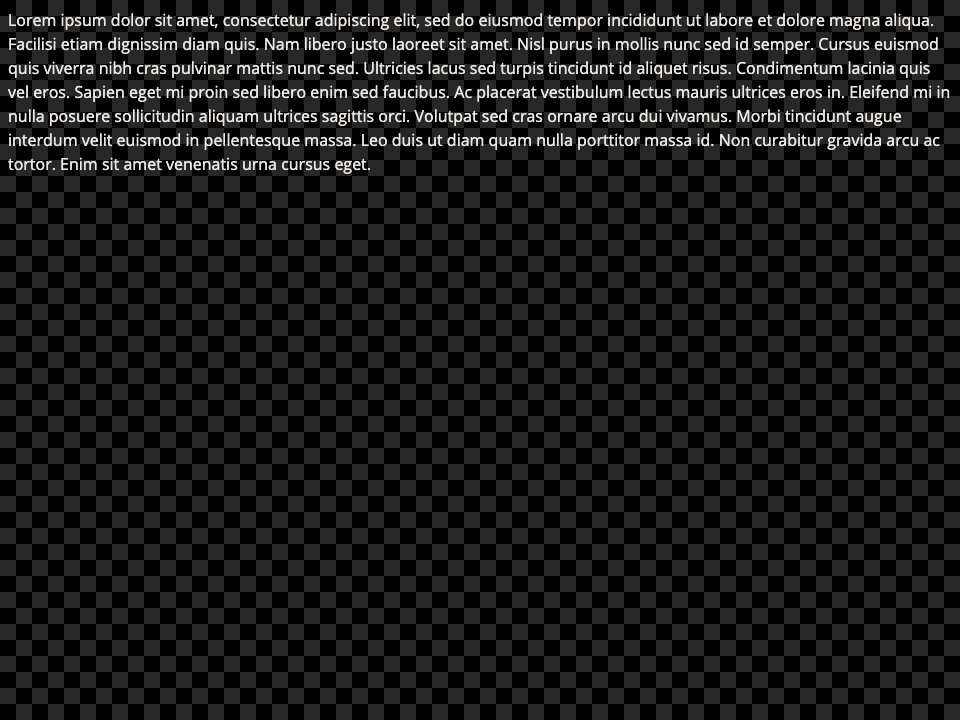 Lorem ipsum dolor sit amet, consectetur adipiscing elit, sed do eiusmod tempor incididunt ut labore et dolore magna aliqua.
Facilisi etiam dignissim diam quis. Nam libero justo laoreet sit amet. Nisl purus in mollis nunc sed id semper. Cursus euismod
quis viverra nibh cras pulvinar mattis nunc sed. Ultricies lacus sed turpis tincidunt id aliquet risus. Condimentum lacinia quis
vel eros. Sapien eget mi proin sed libero enim sed faucibus. Ac placerat vestibulum lectus mauris ultrices eros in. Eleifend mi in
nulla posuere sollicitudin aliquam ultrices sagittis orci. Volutpat sed cras ornare arcu dui vivamus. Morbi tincidunt augue
interdum velit euismod in pellentesque massa. Leo duis ut diam quam nulla porttitor massa id. Non curabitur gravida arcu ac
tortor. Enim sit amet venenatis urna cursus eget.